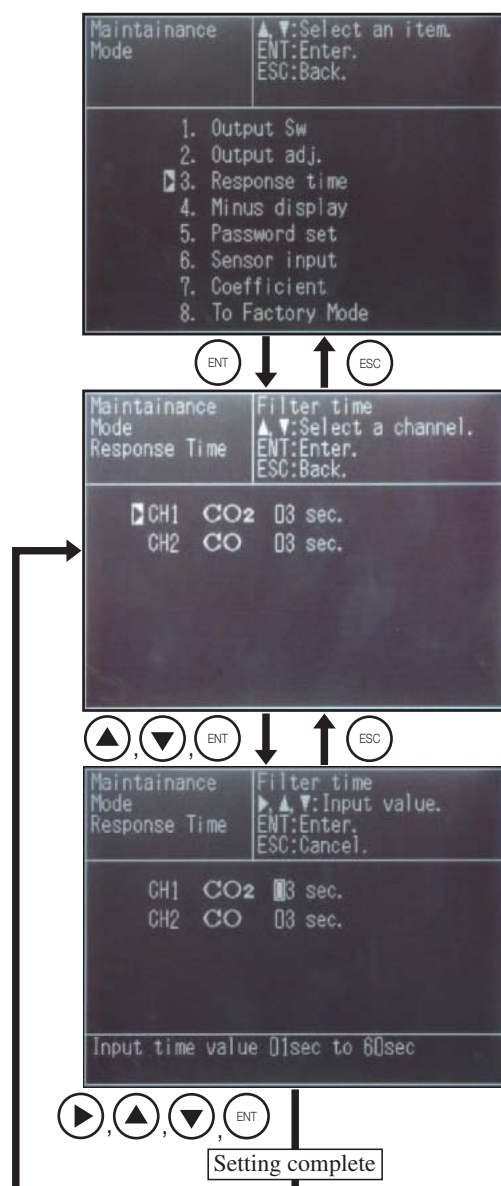 Maintainance
Mode
▲,▼:Select an item.
ENT:Enter.
ESC:Back.
1. Output Sw
2. Output adj.
3. Response time
4. Minus display
5. Password set
6. Sensor input
7. Coefficient
8. To Factory Mode
ENT
ESC
Maintainance
Mode
Response Time
Filter time
▲▼:Select a channel.
ENT:Enter.
ESC:Back.
CH1 CO2 03 sec.
CH2 CO 03 sec.
▲,▼,ENT
ESC
Maintainance
Mode
Response Time
Filter time
▶,▲,▼:Input value.
ENT:Enter.
ESC:Cancel.
CH1 CO2 03 sec.
CH2 CO 03 sec.
Input time value 01sec to 60sec
▶,▲,▼,ENT
Setting complete